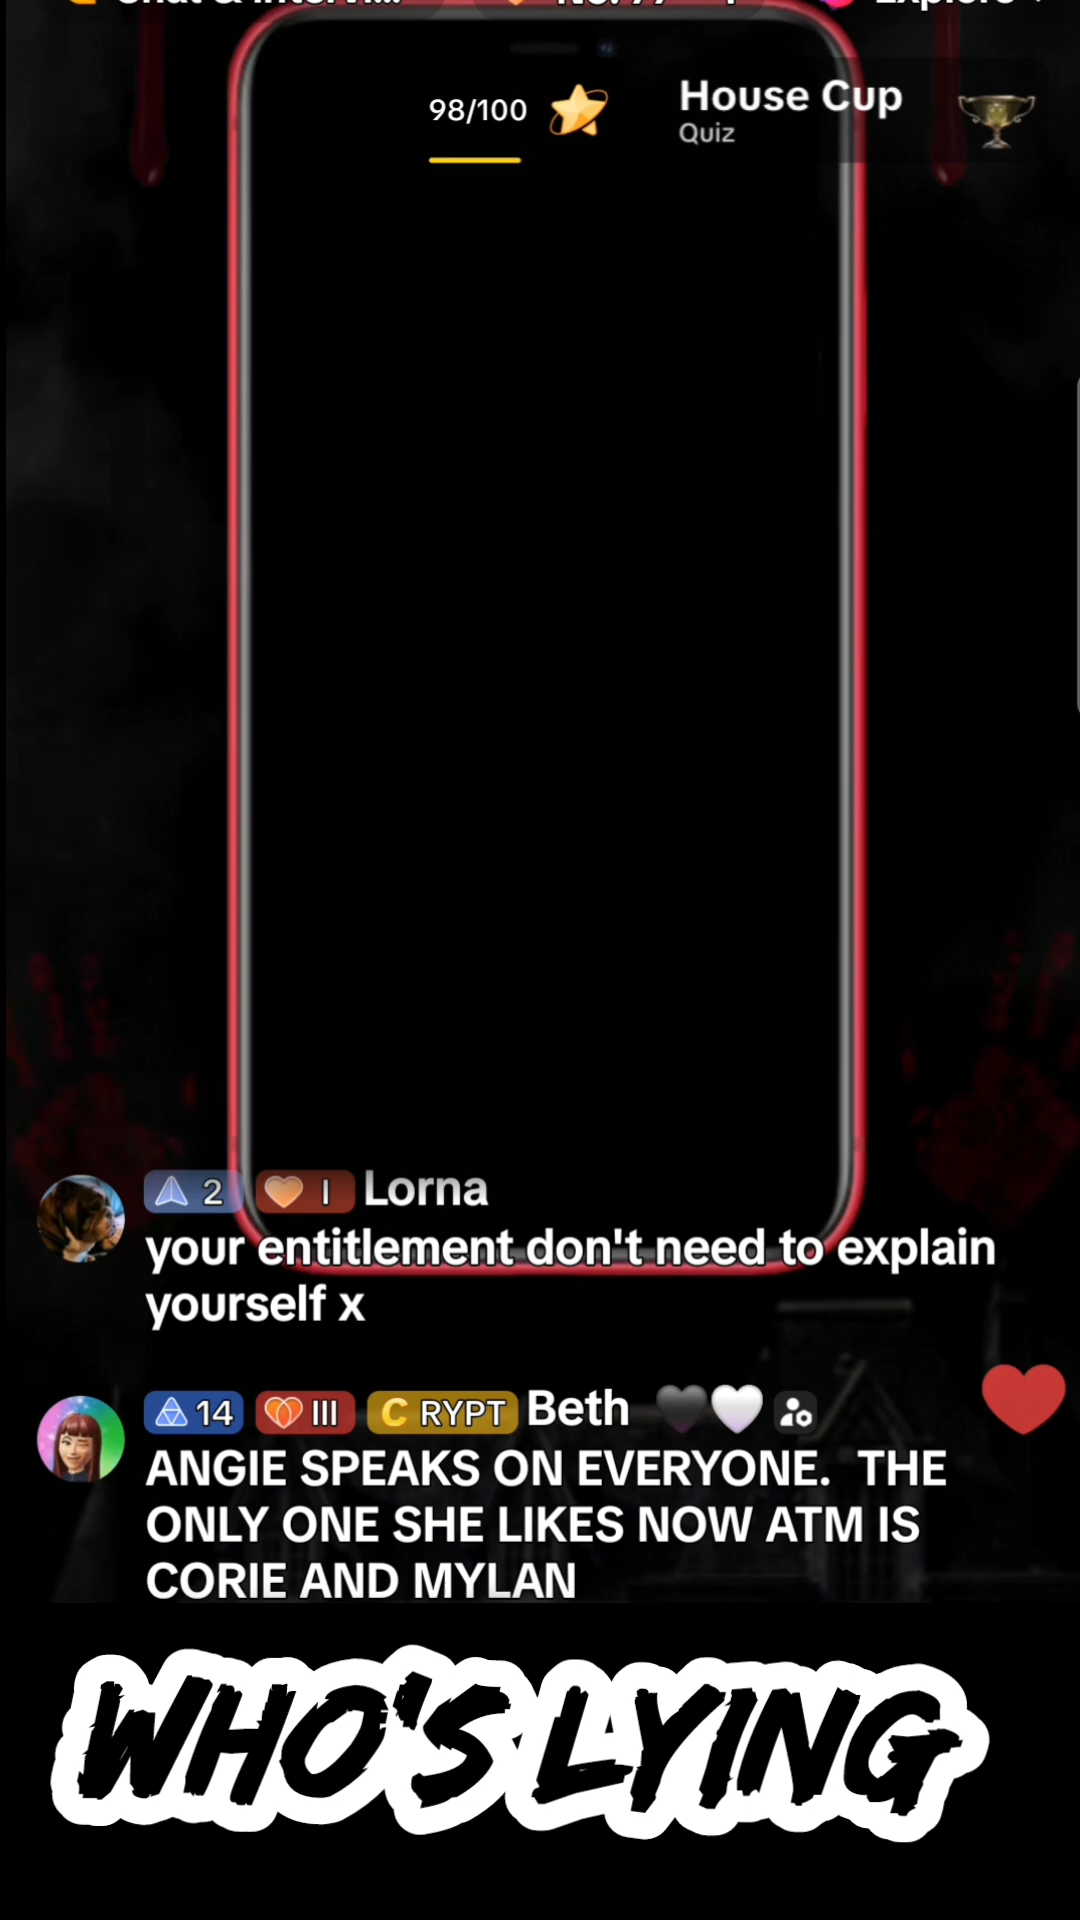 98/100
House Cup
Quiz
2 I Lorna
your entitlement don't need to explain
yourself x
14 III C RYPT Beth
ANGIE SPEAKS ON EVERYONE. THE
ONLY ONE SHE LIKES NOW ATM IS
CORIE AND MYLAN
WHO'S LYING